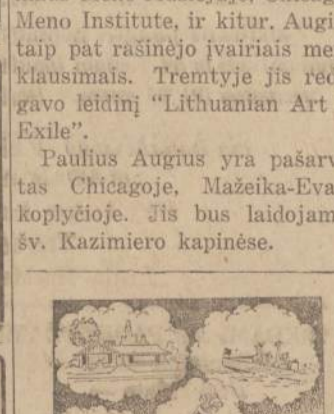 Meno Institute, ir kitur. Augi
taip pat rašinėjo įvairiais me
klausimais. Tremtyje jis red
gavo leidinį “Lithuanian Art
Exile”.
Paulius Augius yra pašarv
tas Chicagoje, Mažeika-Eva
koplyčioje. Jis bus laidojam
šv. Kazimiero kapinėse.